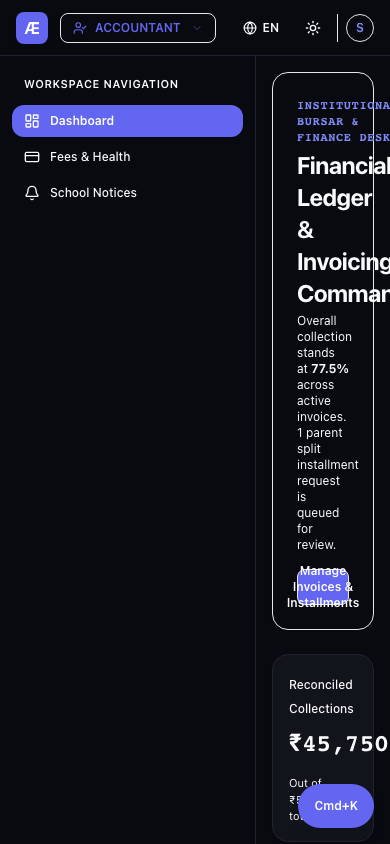 Æ
ACCOUNTANT
EN
S
WORKSPACE NAVIGATION
Dashboard
Fees & Health
School Notices
INSTITUTIONA
BURSAR &
FINANCE DESK
Financial
Ledger
&
Invoicing
Comman
Overall
collection
stands
at 77.5%
across
active
invoices.
1 parent
split
installment
request
is
queued
for
review.
Manage
Invoices &
Installments
Reconciled
Collections
₹45,750
Out of
Cmd+K